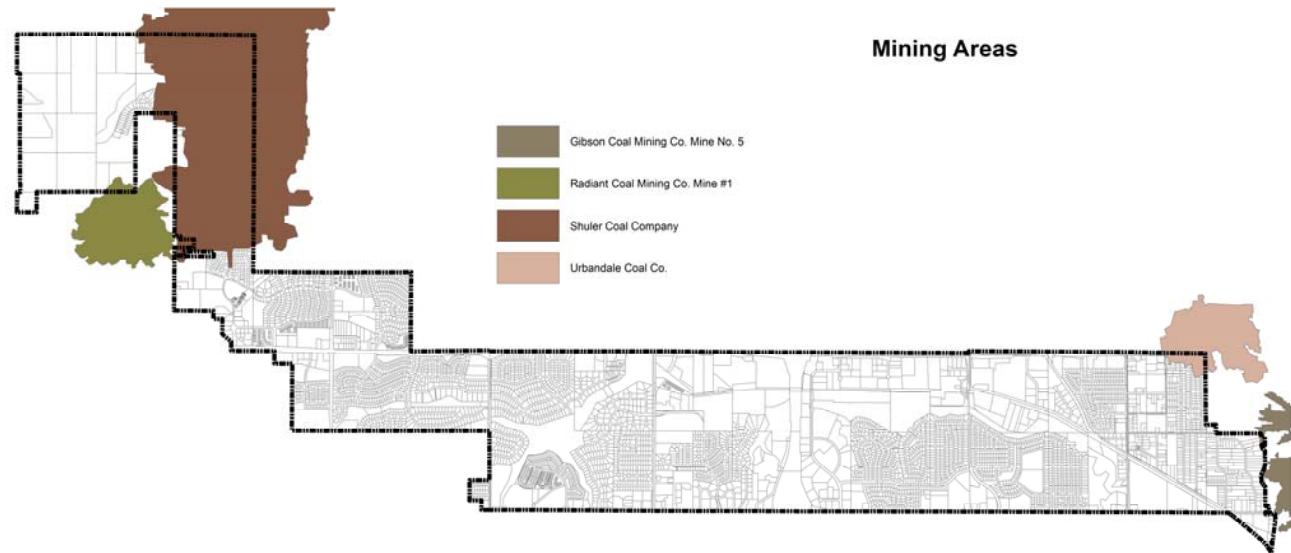 Mining Areas
Gibson Coal Mining Co. Mine No. 5
Radiant Coal Mining Co. Mine #1
Shuler Coal Company
Urbandale Coal Co.